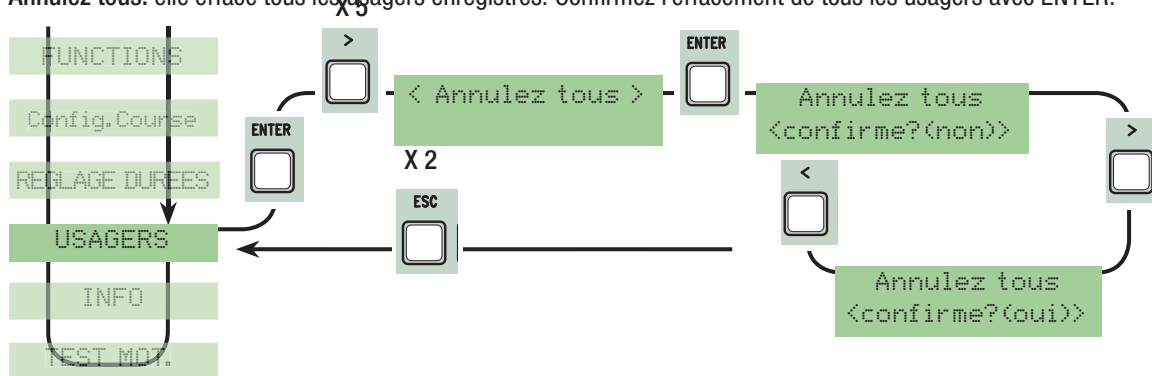 Annulez tous: elle efface tous les usagers enregistrés. Confirmez l'effacement de tous les usagers avec ENTER.
X 5
>
FUNCTIONS
< Annulez tous >
ENTER
Annulez tous
<confirme?(non)>
Config.Course
ENTER
>
X 2
<
REGLAGE DUREES
ESC
USAGERS
Annulez tous
<confirme?(oui)>
INFO
TEST MOT.